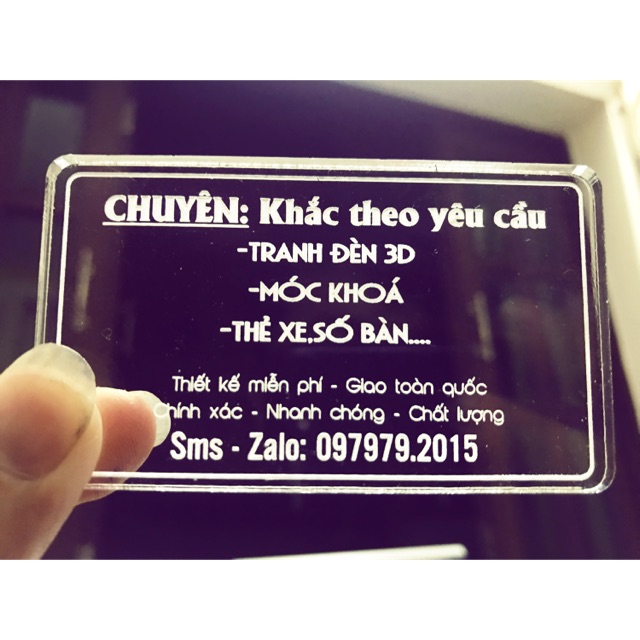 CHUYÊN: Khắc theo yêu cầu
-TRANH ĐÈN 3D
-MÓC KHOÁ
-THẺ XE.SỐ BÀN....
Thiết kế miễn phí - Giao toàn quốc
Chính xác - Nhanh chóng - Chất lượng
Sms - Zalo: 097979.2015